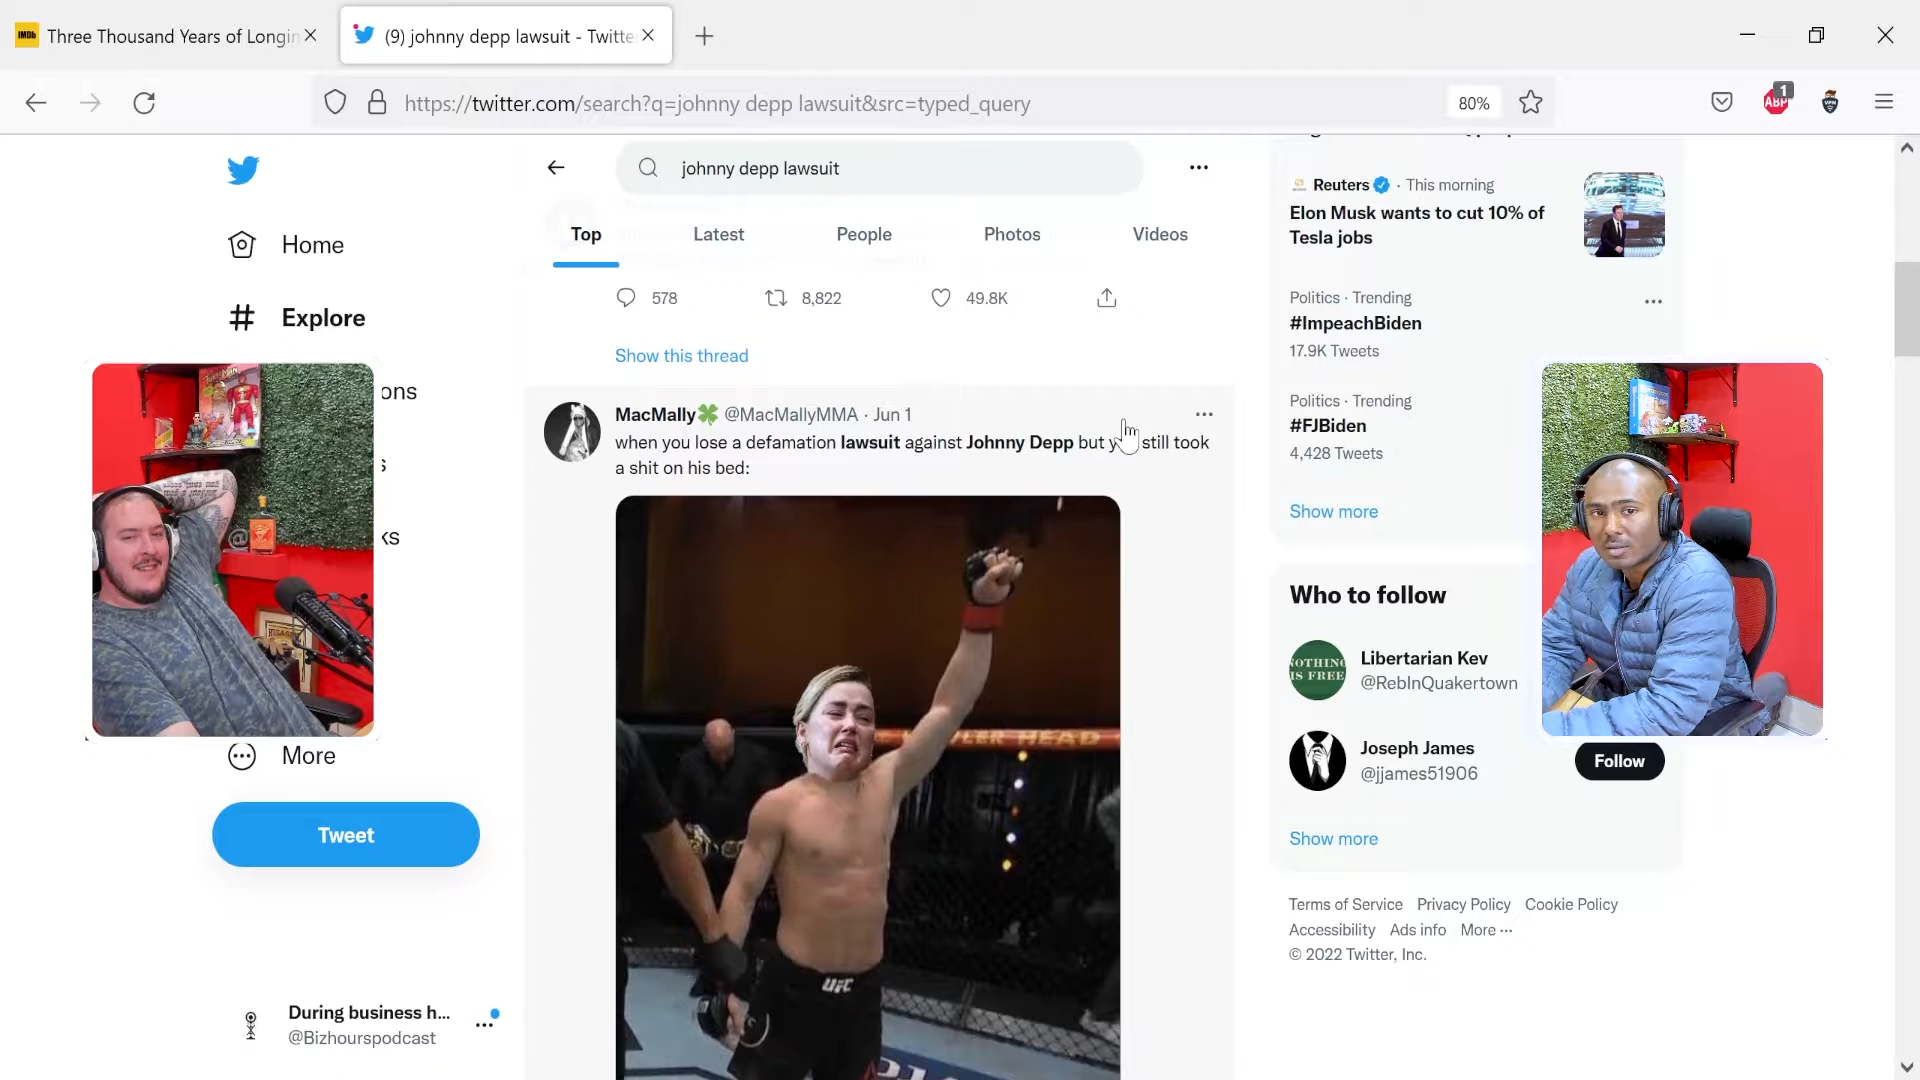 IMDb Three Thousand Years of Longin
(9) johnny depp lawsuit - Twitte
https://twitter.com/search?q=johnny depp lawsuit&src=typed_query
80%
ABP 1
johnny depp lawsuit
Top Latest People Photos Videos
Home
Explore
ons
s
ks
More
Tweet
During business h...
@Bizhourspodcast
578 8,822 49.8K
Show this thread
MacMally🍀 @MacMallyMMA · Jun 1
when you lose a defamation lawsuit against Johnny Depp but y still took
a shit on his bed:
UFC
Reuters · This morning
Elon Musk wants to cut 10% of
Tesla jobs
Politics · Trending
#ImpeachBiden
17.9K Tweets
Politics · Trending
#FJBiden
4,428 Tweets
Show more
Who to follow
NOTHING
IS FREE
Libertarian Kev
@RebInQuakertown
Joseph James
@jjames51906
Follow
Show more
Terms of Service Privacy Policy Cookie Policy
Accessibility Ads info More ···
© 2022 Twitter, Inc.